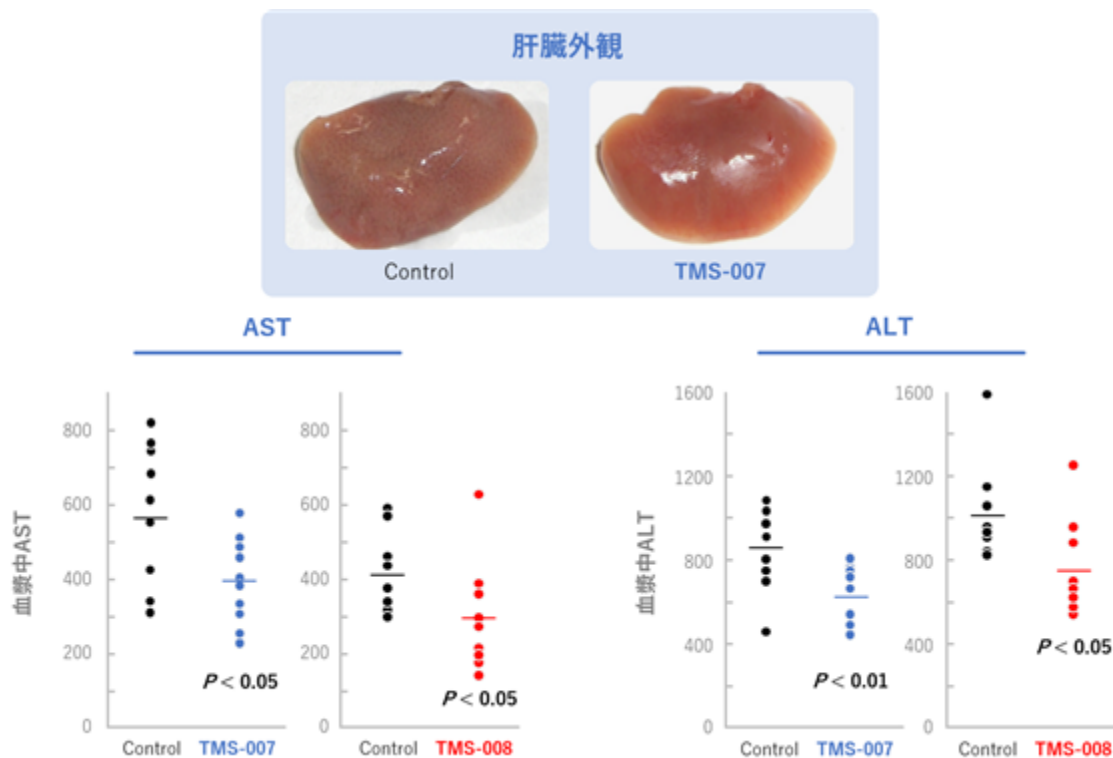 肝臓外観
Control
TMS-007
AST
ALT
血漿中AST
800
600
400
200
0
Control
TMS-007
P < 0.05
800
600
400
200
0
Control
TMS-008
P < 0.05
血漿中ALT
1600
1200
800
400
0
Control
TMS-007
P < 0.01
1600
1200
800
400
0
Control
TMS-008
P < 0.05